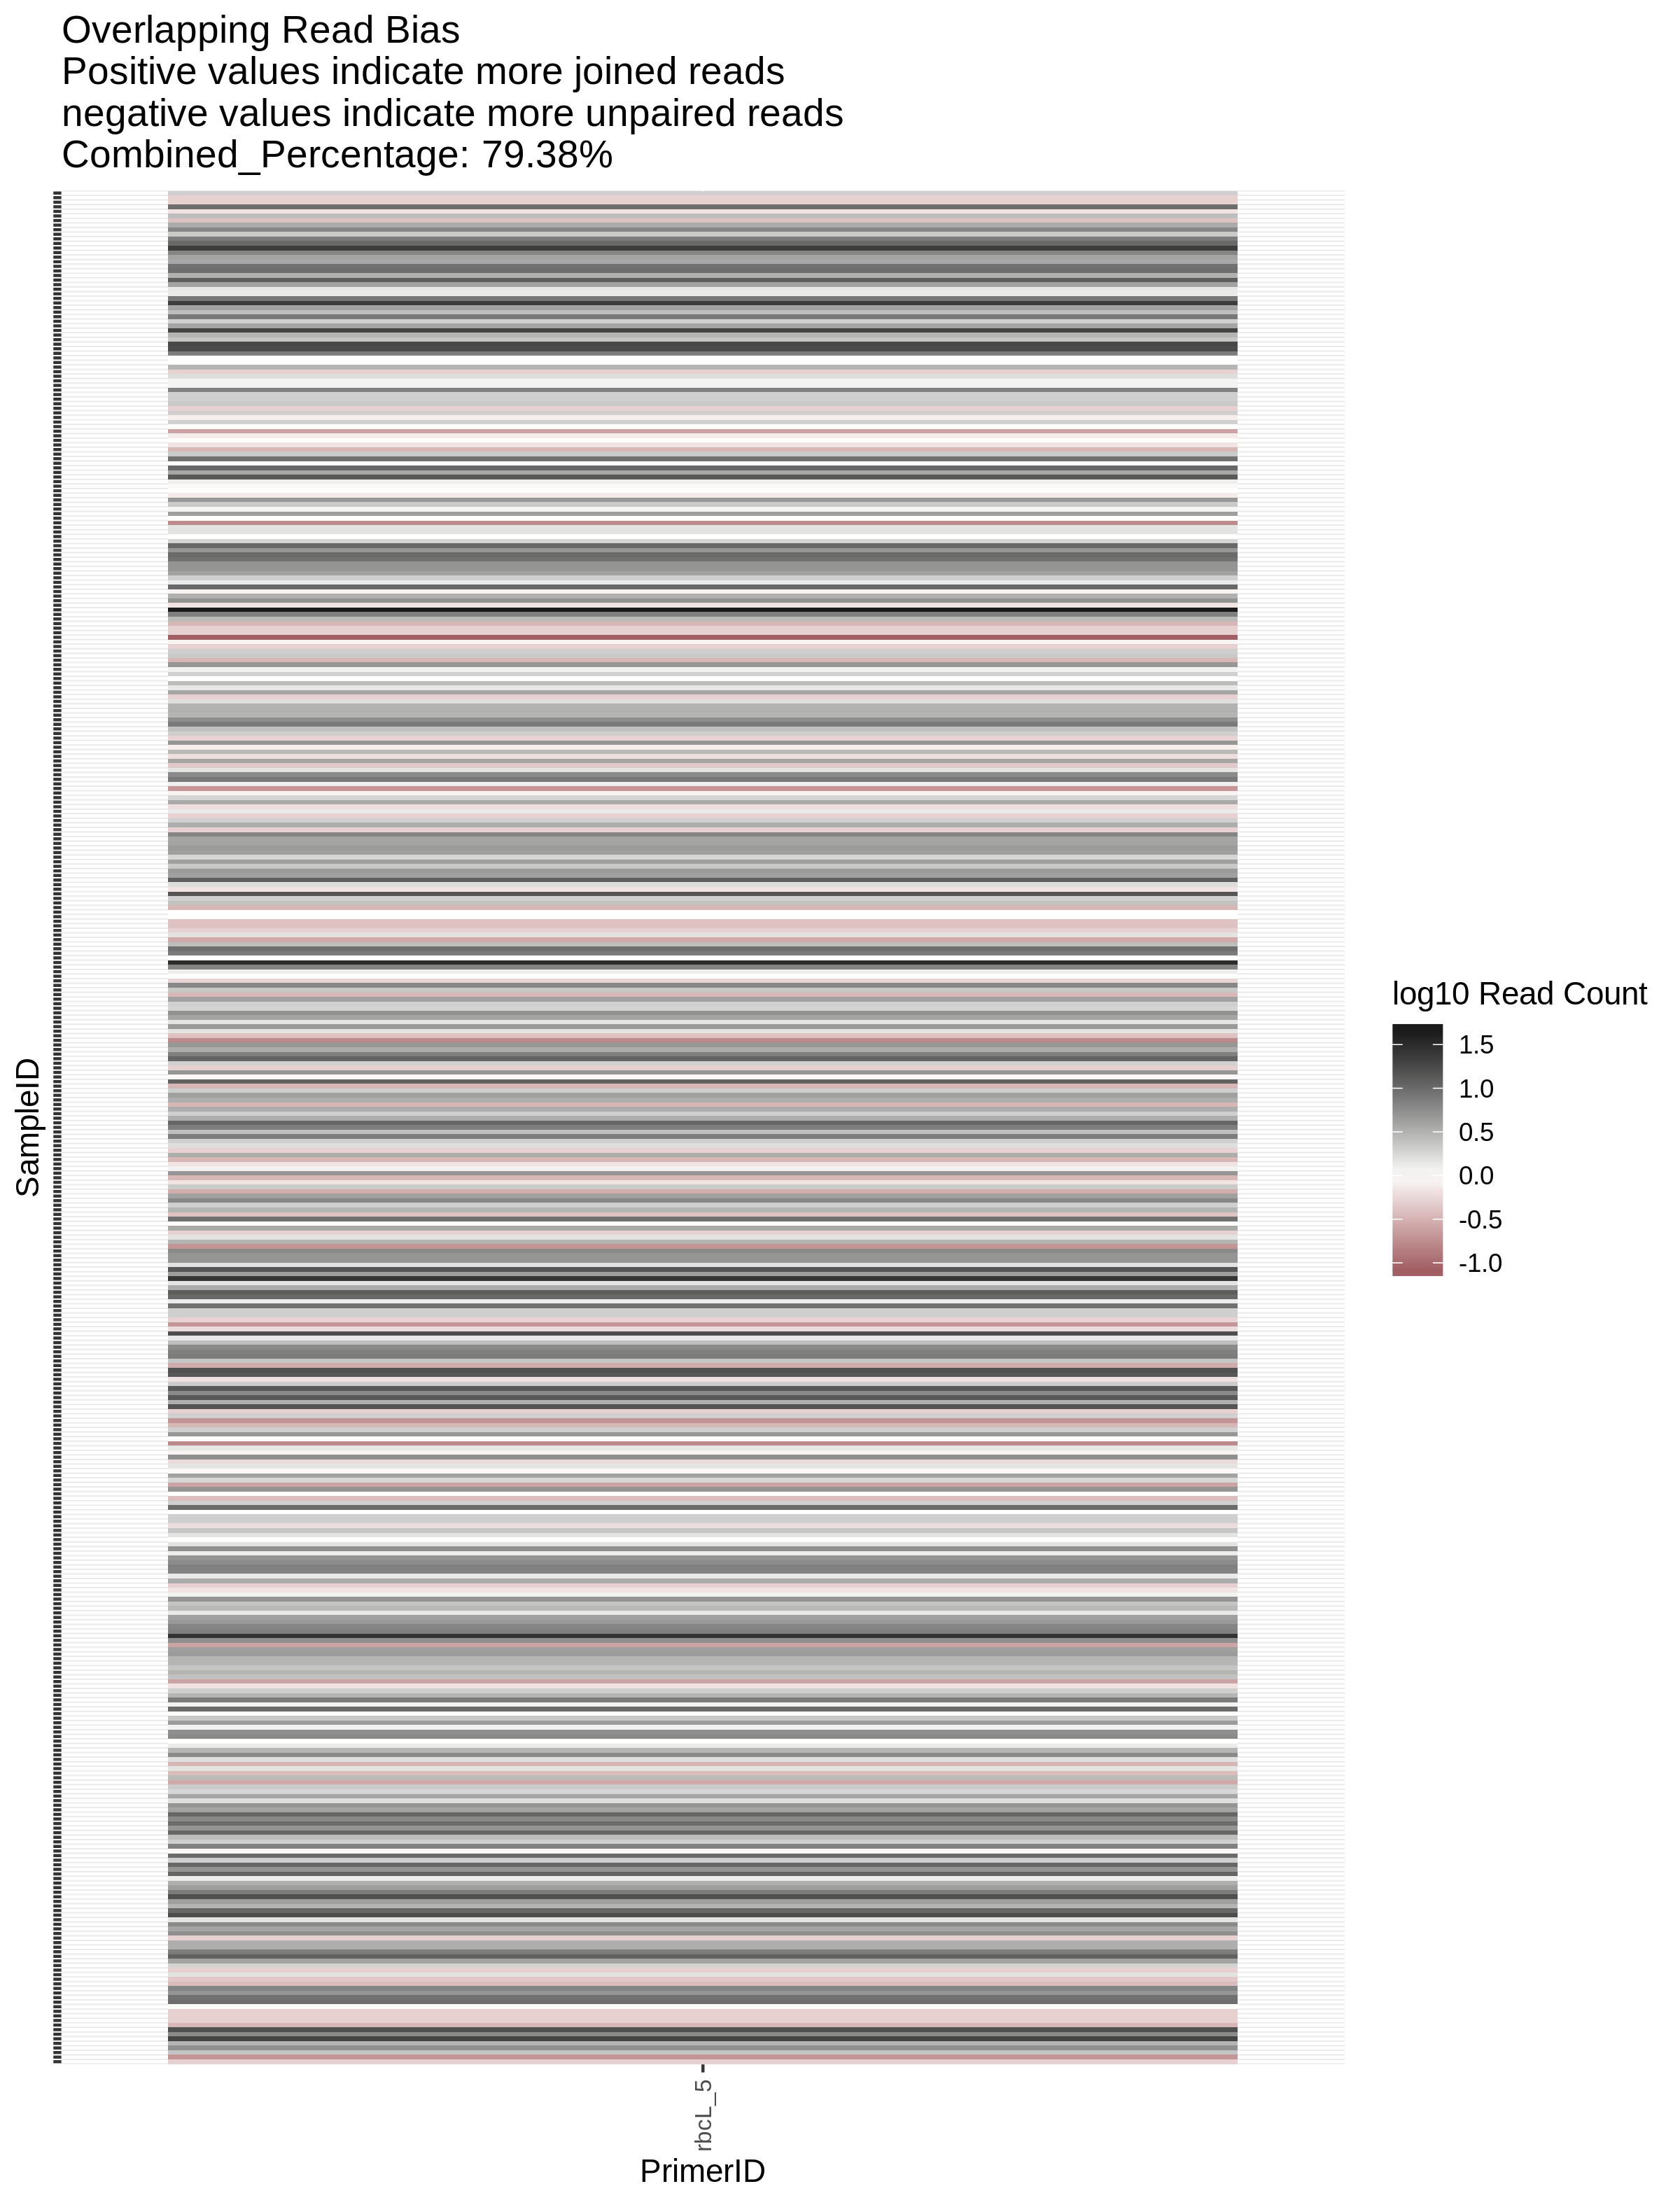 Overlapping Read Bias
Positive values indicate more joined reads
negative values indicate more unpaired reads
Combined_Percentage: 79.38%
SampleID
log10 Read Count
1.5
1.0
0.5
0.0
-0.5
-1.0
rbcL_5
PrimerID